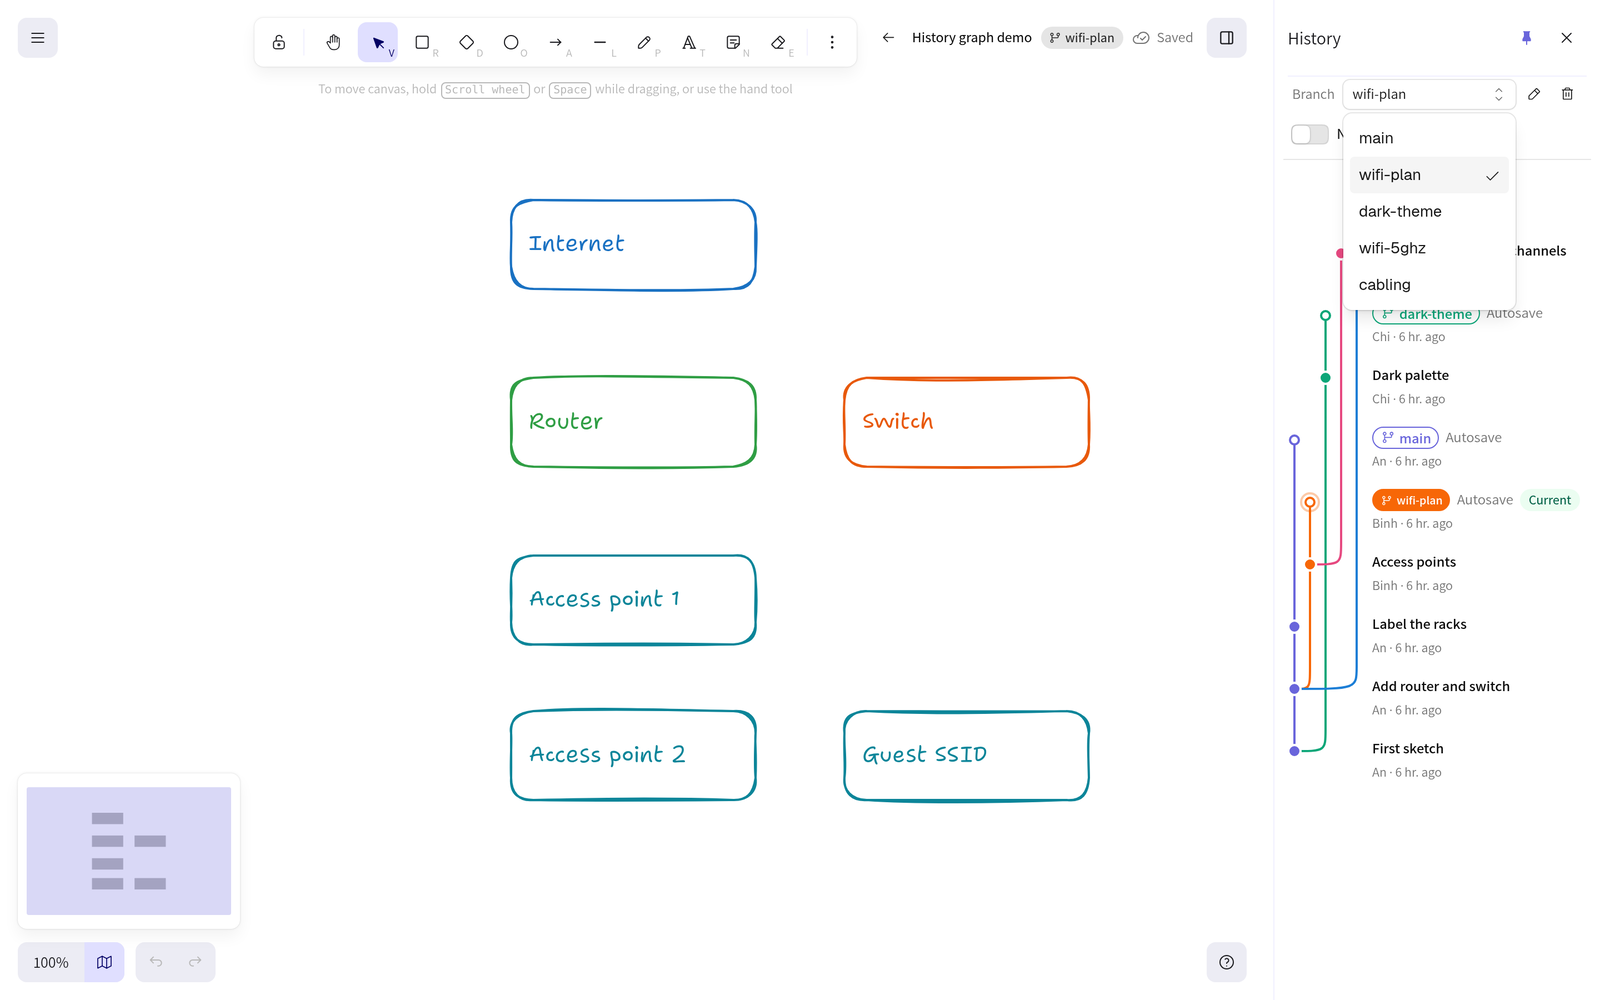 V
R
D
O
A
L
P
T
N
E
History graph demo
wifi-plan
Saved
History
To move canvas, hold Scroll wheel or Space while dragging, or use the hand tool
Branch
wifi-plan
main
wifi-plan
dark-theme
wifi-5ghz
cabling
dark-theme Autosave
Chi · 6 hr. ago
Dark palette
Chi · 6 hr. ago
main Autosave
An · 6 hr. ago
wifi-plan Autosave Current
Binh · 6 hr. ago
Access points
Binh · 6 hr. ago
Label the racks
An · 6 hr. ago
Add router and switch
An · 6 hr. ago
First sketch
An · 6 hr. ago
Internet
Router
Switch
Access point 1
Access point 2
Guest SSID
100%